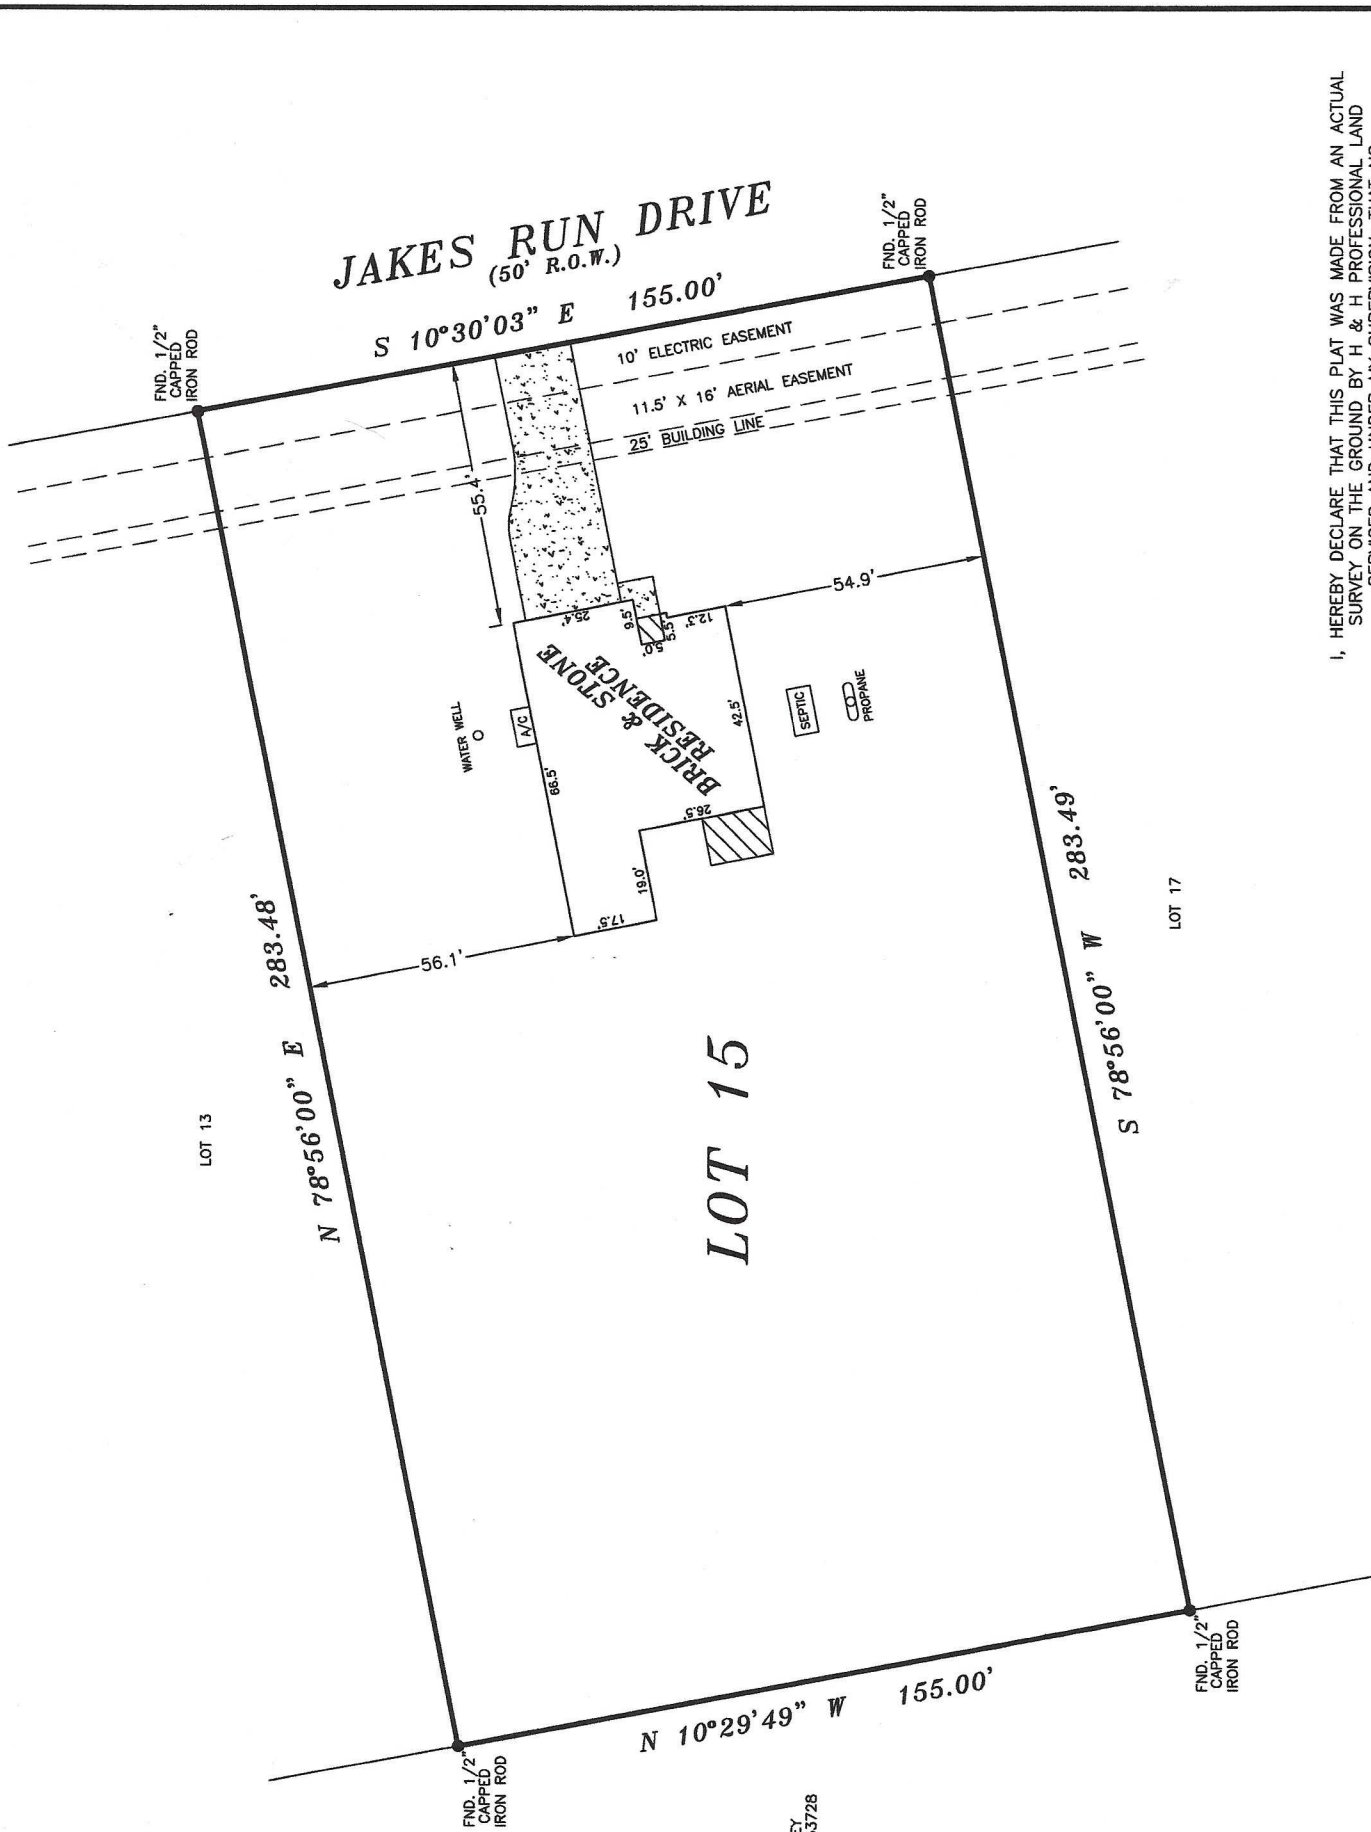 JAKES RUN DRIVE
(50' R.O.W.)
S 10°30'03" E 155.00'
FND. 1/2"
CAPPED
IRON ROD
FND. 1/2"
CAPPED
IRON ROD
10' ELECTRIC EASEMENT
11.5' X 16' AERIAL EASEMENT
25' BUILDING LINE
55.4'
54.9'
25.4'
9.5'
5.0'
5.5'
12.3'
BRICK & STONE
RESIDENCE
WATER WELL
A/C
66.5'
42.5'
SEPTIC
PROPANE
26.5'
19.0'
17.5'
56.1'
N 78°56'00" E 283.48'
S 78°56'00" W 283.49'
LOT 13
LOT 15
LOT 17
N 10°29'49" W 155.00'
FND. 1/2"
CAPPED
IRON ROD
FND. 1/2"
CAPPED
IRON ROD
3728
I, HEREBY DECLARE THAT THIS PLAT WAS MADE FROM AN ACTUAL
SURVEY ON THE GROUND BY H & H PROFESSIONAL LAND